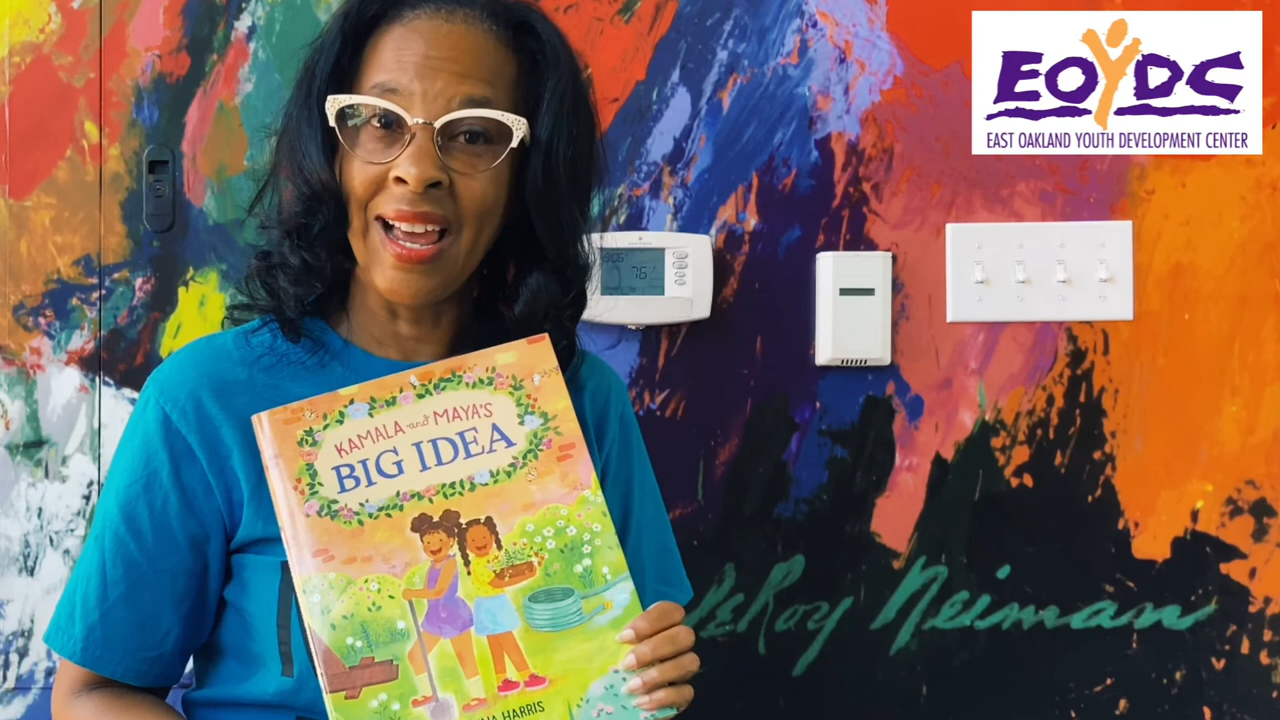 EOYDC
EAST OAKLAND YOUTH DEVELOPMENT CENTER
76
KAMALA and MAYA'S
BIG IDEA
HARRIS
LeRoy Neiman